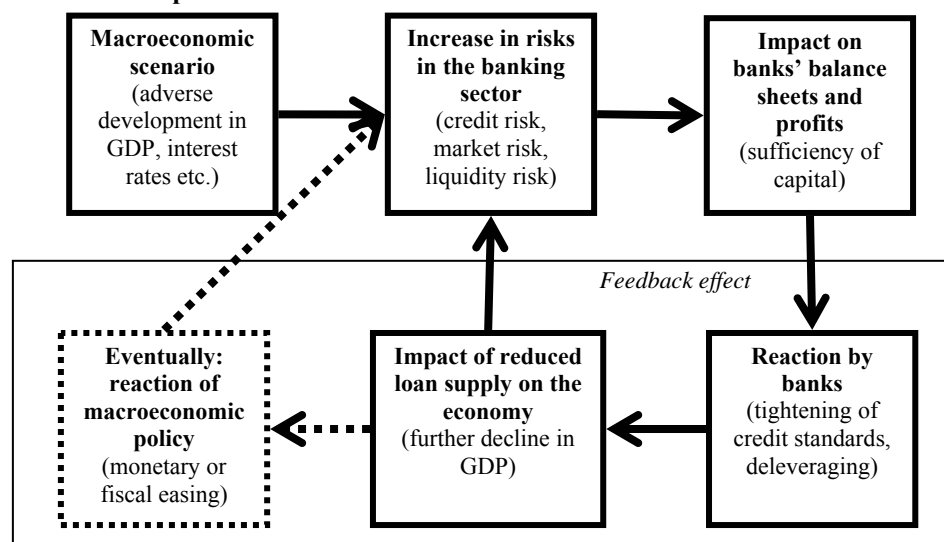 Macroeconomic
scenario
(adverse
development in
GDP, interest
rates etc.)
Increase in risks
in the banking
sector
(credit risk,
market risk,
liquidity risk)
Impact on
banks’ balance
sheets and
profits
(sufficiency of
capital)
Feedback effect
Eventually:
reaction of
macroeconomic
policy
(monetary or
fiscal easing)
Impact of reduced
loan supply on the
economy
(further decline in
GDP)
Reaction by
banks
(tightening of
credit standards,
deleveraging)